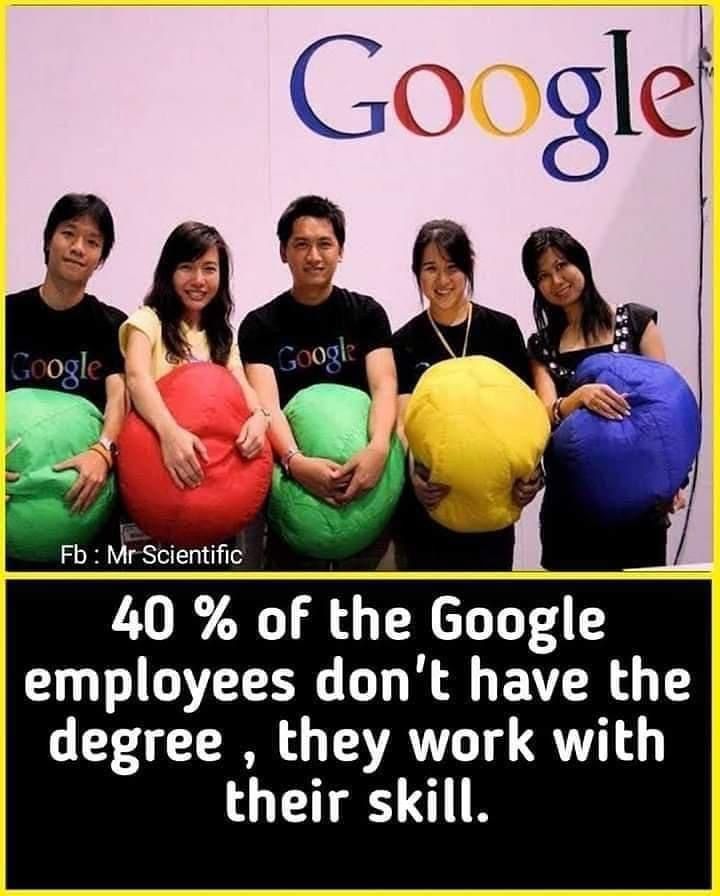 Google
Google
Google
Fb : Mr Scientific
40 % of the Google
employees don't have the
degree , they work with
their skill.